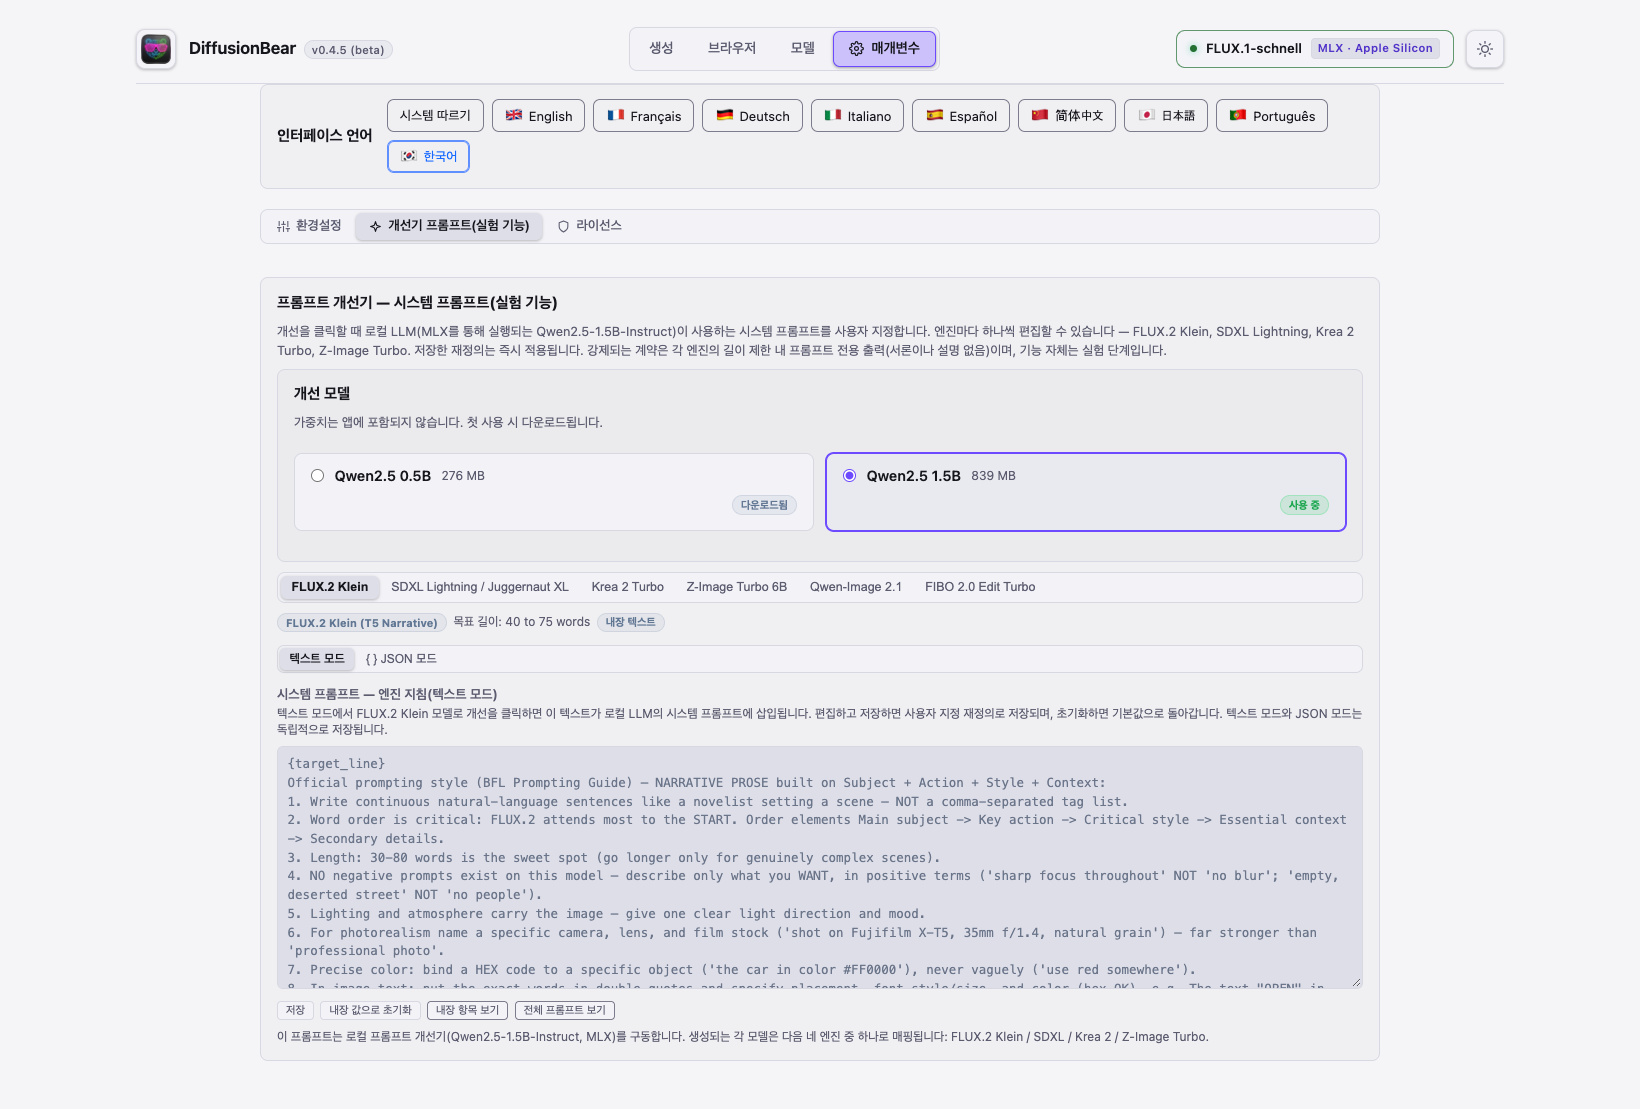 DiffusionBear v0.4.5 (beta)
생성 브라우저 모델 매개변수
FLUX.1-schnell MLX · Apple Silicon
인터페이스 언어
시스템 따르기 English Français Deutsch Italiano Español 简体中文 日本語 Português
한국어
환경설정 개선기 프롬프트(실험 기능) 라이선스
프롬프트 개선기 — 시스템 프롬프트(실험 기능)
개선을 클릭할 때 로컬 LLM(MLX를 통해 실행되는 Qwen2.5-1.5B-Instruct)이 사용하는 시스템 프롬프트를 사용자 지정합니다. 엔진마다 하나씩 편집할 수 있습니다 — FLUX.2 Klein, SDXL Lightning, Krea 2
Turbo, Z-Image Turbo. 저장한 재정의는 즉시 적용됩니다. 강제되는 계약은 각 엔진의 길이 제한 내 프롬프트 전용 출력(서론이나 설명 없음)이며, 기능 자체는 실험 단계입니다.
개선 모델
가중치는 앱에 포함되지 않습니다. 첫 사용 시 다운로드됩니다.
Qwen2.5 0.5B 276 MB
다운로드됨
Qwen2.5 1.5B 839 MB
사용 중
FLUX.2 Klein SDXL Lightning / Juggernaut XL Krea 2 Turbo Z-Image Turbo 6B Qwen-Image 2.1 FIBO 2.0 Edit Turbo
FLUX.2 Klein (T5 Narrative) 목표 길이: 40 to 75 words 내장 텍스트
텍스트 모드 { } JSON 모드
시스템 프롬프트 — 엔진 지침(텍스트 모드)
텍스트 모드에서 FLUX.2 Klein 모델로 개선을 클릭하면 이 텍스트가 로컬 LLM의 시스템 프롬프트에 삽입됩니다. 편집하고 저장하면 사용자 지정 재정의로 저장되며, 초기화하면 기본값으로 돌아갑니다. 텍스트 모드와 JSON 모드는
독립적으로 저장됩니다.
{target_line}
Official prompting style (BFL Prompting Guide) — NARRATIVE PROSE built on Subject + Action + Style + Context:
1. Write continuous natural-language sentences like a novelist setting a scene — NOT a comma-separated tag list.
2. Word order is critical: FLUX.2 attends most to the START. Order elements Main subject -> Key action -> Critical style -> Essential context
-> Secondary details.
3. Length: 30-80 words is the sweet spot (go longer only for genuinely complex scenes).
4. NO negative prompts exist on this model — describe only what you WANT, in positive terms ('sharp focus throughout' NOT 'no blur'; 'empty,
deserted street' NOT 'no people').
5. Lighting and atmosphere carry the image — give one clear light direction and mood.
6. For photorealism name a specific camera, lens, and film stock ('shot on Fujifilm X-T5, 35mm f/1.4, natural grain') — far stronger than
'professional photo'.
7. Precise color: bind a HEX code to a specific object ('the car in color #FF0000'), never vaguely ('use red somewhere').
8. In-image text: put the exact words in double quotes and specify placement, font style/size, and color (hex OK), e.g. The text "OPEN" in
저장 내장 값으로 초기화 내장 항목 보기 전체 프롬프트 보기
이 프롬프트는 로컬 프롬프트 개선기(Qwen2.5-1.5B-Instruct, MLX)를 구동합니다. 생성되는 각 모델은 다음 네 엔진 중 하나로 매핑됩니다: FLUX.2 Klein / SDXL / Krea 2 / Z-Image Turbo.